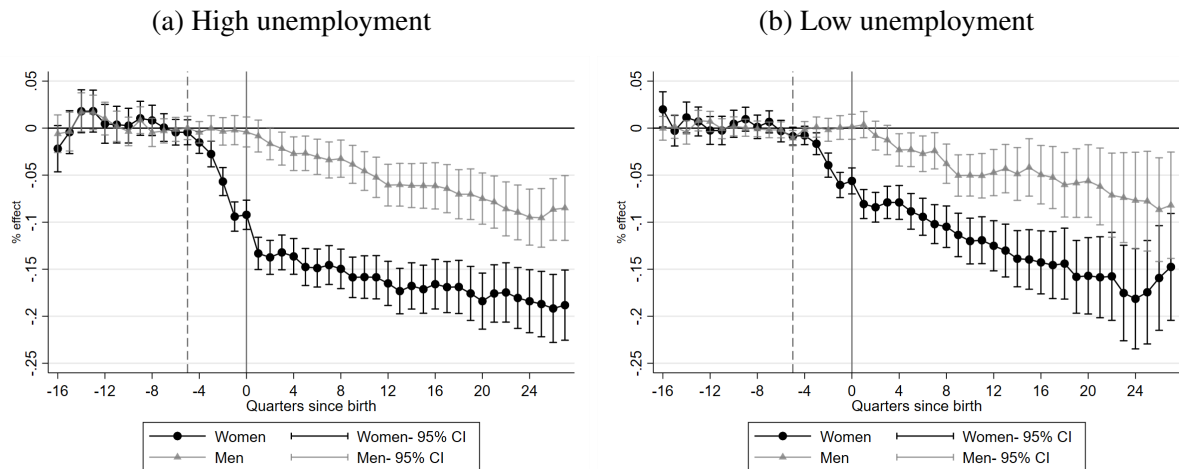 (a) High unemployment
(b) Low unemployment
.05
0
-.05
-.1
-.15
-.2
-.25
% effect
-16 -12 -8 -4 0 4 8 12 16 20 24
Quarters since birth
Women Women- 95% CI
Men Men- 95% CI
.05
0
-.05
-.1
-.15
-.2
-.25
% effect
-16 -12 -8 -4 0 4 8 12 16 20 24
Quarters since birth
Women Women- 95% CI
Men Men- 95% CI